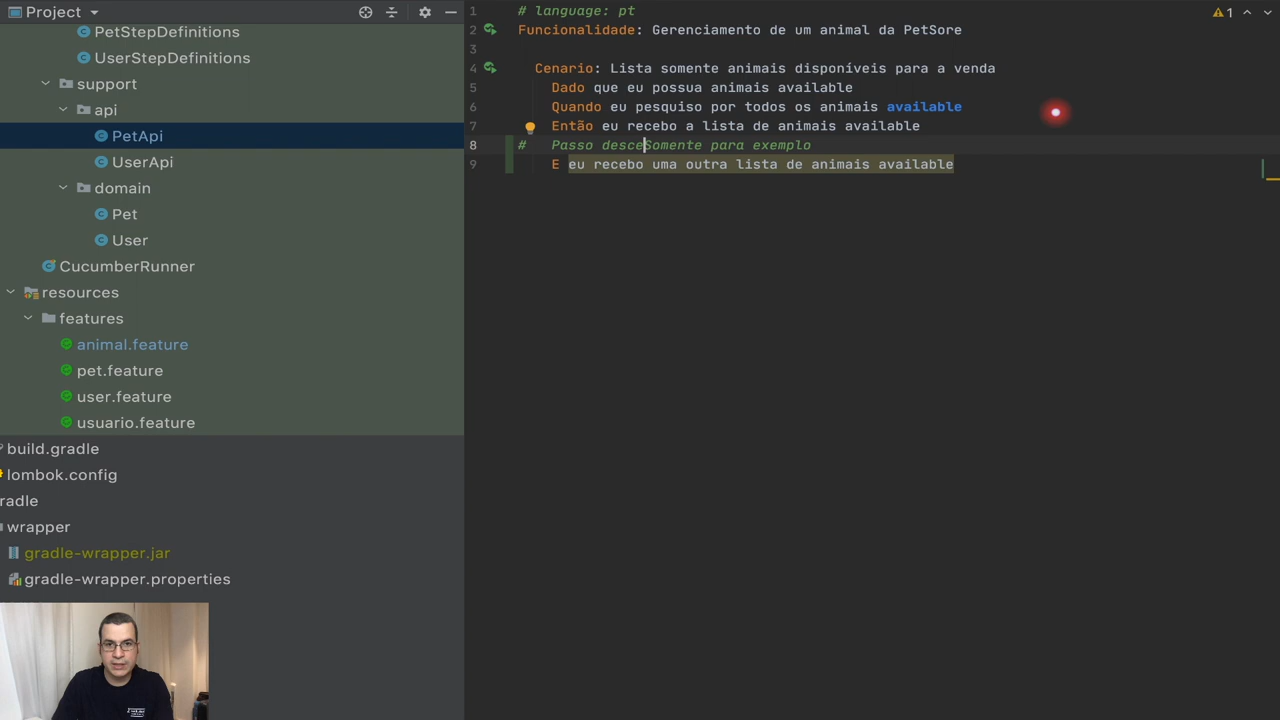 Project
PetStepDefinitions
UserStepDefinitions
support
api
PetApi
UserApi
domain
Pet
User
CucumberRunner
resources
features
animal.feature
pet.feature
user.feature
usuario.feature
build.gradle
lombok.config
radle
wrapper
gradle-wrapper.jar
gradle-wrapper.properties
1 # language: pt
2 Funcionalidade: Gerenciamento de um animal da PetSore
3
4 Cenario: Lista somente animais disponíveis para a venda
5 Dado que eu possua animais available
6 Quando eu pesquiso por todos os animais available
7 Então eu recebo a lista de animais available
8 # Passo desceSomente para exemplo
9 E eu recebo uma outra lista de animais available
1